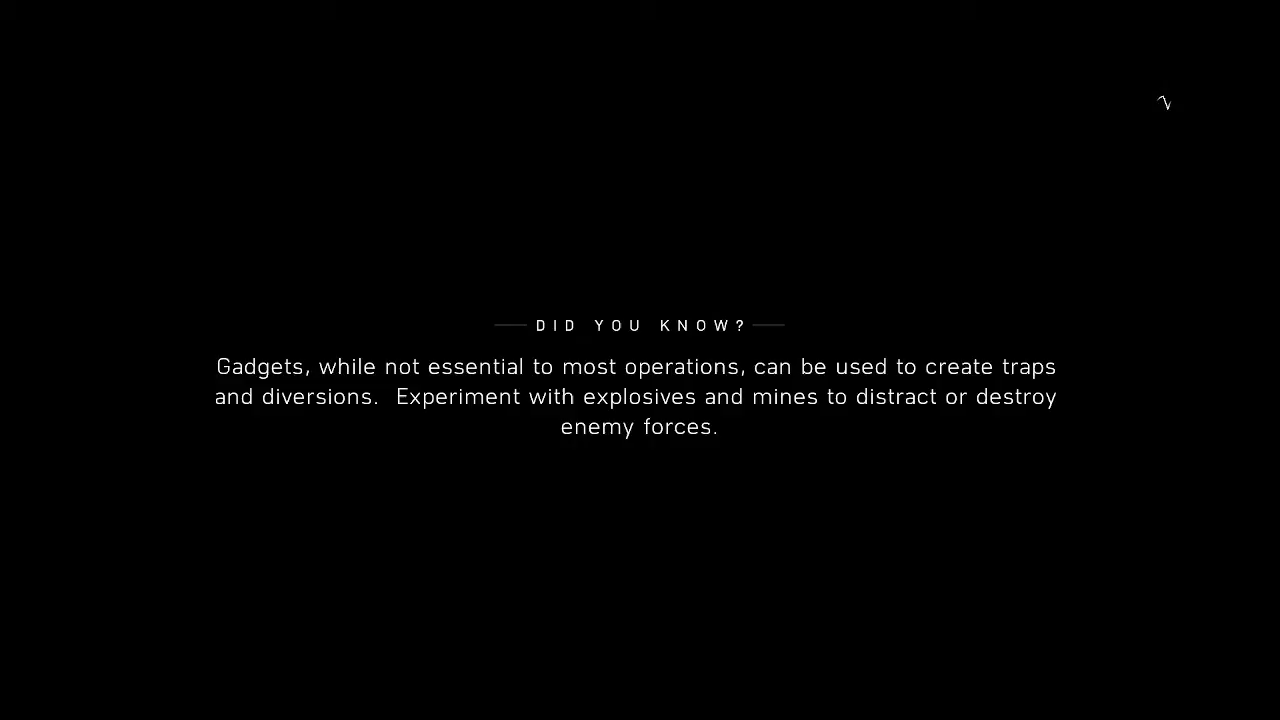 DID YOU KNOW?
Gadgets, while not essential to most operations, can be used to create traps
and diversions.  Experiment with explosives and mines to distract or destroy
enemy forces.